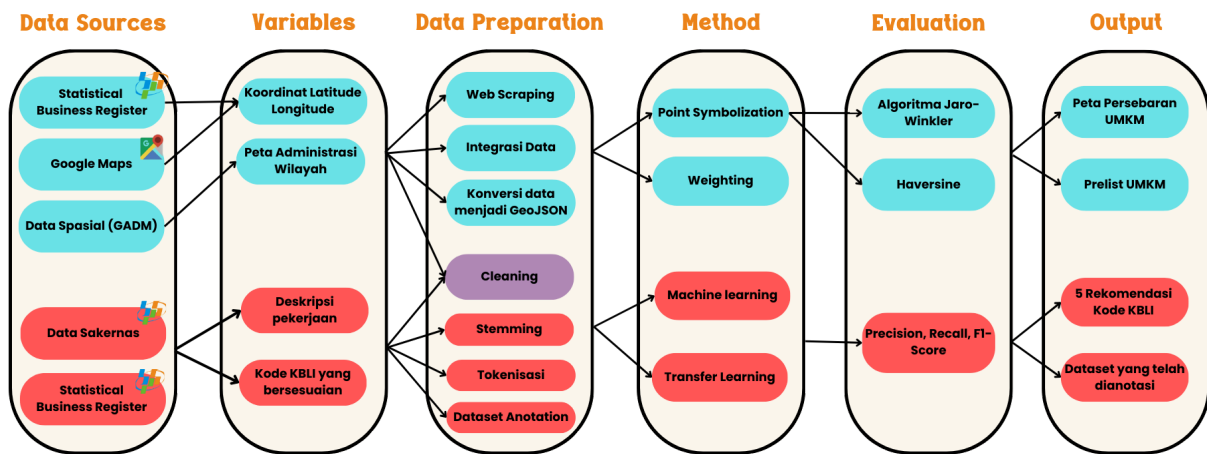 Data Sources
Variables
Data Preparation
Method
Evaluation
Output
Statistical
Business Register
Google Maps
Data Spasial (GADM)
Data Sakernas
Statistical
Business Register
Koordinat Latitude
Longitude
Peta Administrasi
Wilayah
Deskripsi
pekerjaan
Kode KBLI yang
bersesuaian
Web Scraping
Integrasi Data
Konversi data
menjadi GeoJSON
Cleaning
Stemming
Tokenisasi
Dataset Anotation
Point Symbolization
Weighting
Machine learning
Transfer Learning
Algoritma Jaro-
Winkler
Haversine
Precision, Recall, F1-
Score
Peta Persebaran
UMKM
Prelist UMKM
5 Rekomendasi
Kode KBLI
Dataset yang telah
dianotasi